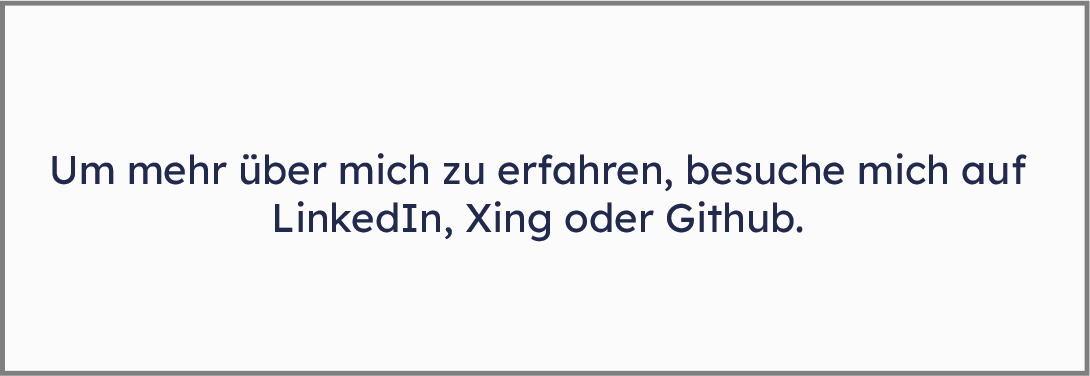 Um mehr über mich zu erfahren, besuche mich auf
LinkedIn, Xing oder Github.